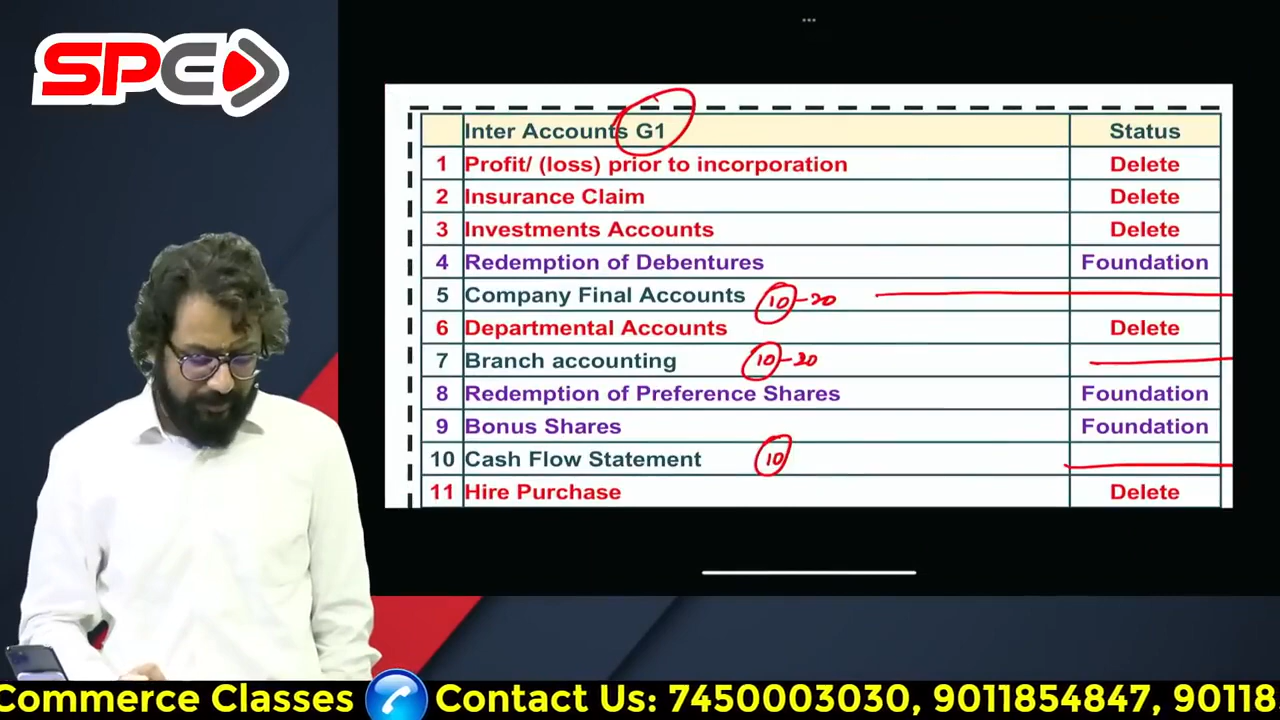 SPC
Inter Accounts G1 Status
1 Profit/ (loss) prior to incorporation Delete
2 Insurance Claim Delete
3 Investments Accounts Delete
4 Redemption of Debentures Foundation
5 Company Final Accounts 10-20
6 Departmental Accounts Delete
7 Branch accounting 10-20
8 Redemption of Preference Shares Foundation
9 Bonus Shares Foundation
10 Cash Flow Statement 10
11 Hire Purchase Delete
Commerce Classes Contact Us: 7450003030, 9011854847, 90118